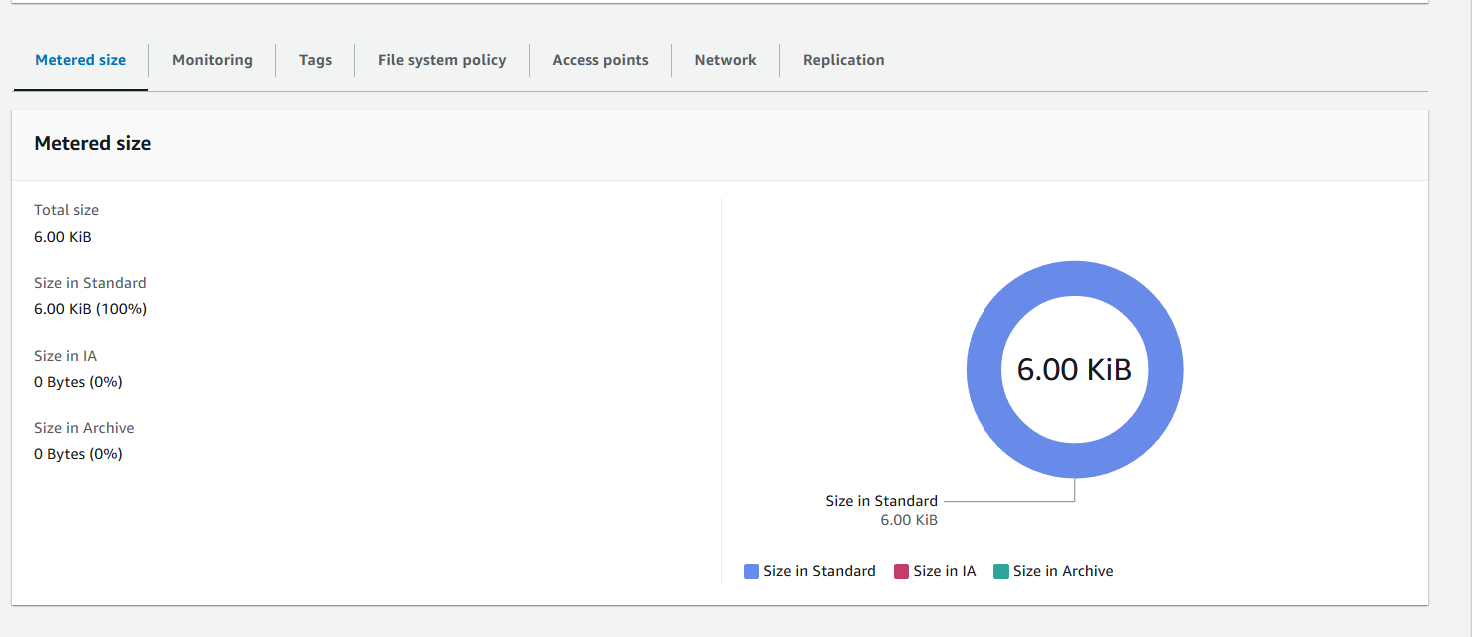 Metered size Monitoring Tags File system policy Access points Network Replication
Metered size
Total size
6.00 KiB
Size in Standard
6.00 KiB (100%)
Size in IA
0 Bytes (0%)
Size in Archive
0 Bytes (0%)
6.00 KiB
Size in Standard
6.00 KiB
Size in Standard Size in IA Size in Archive